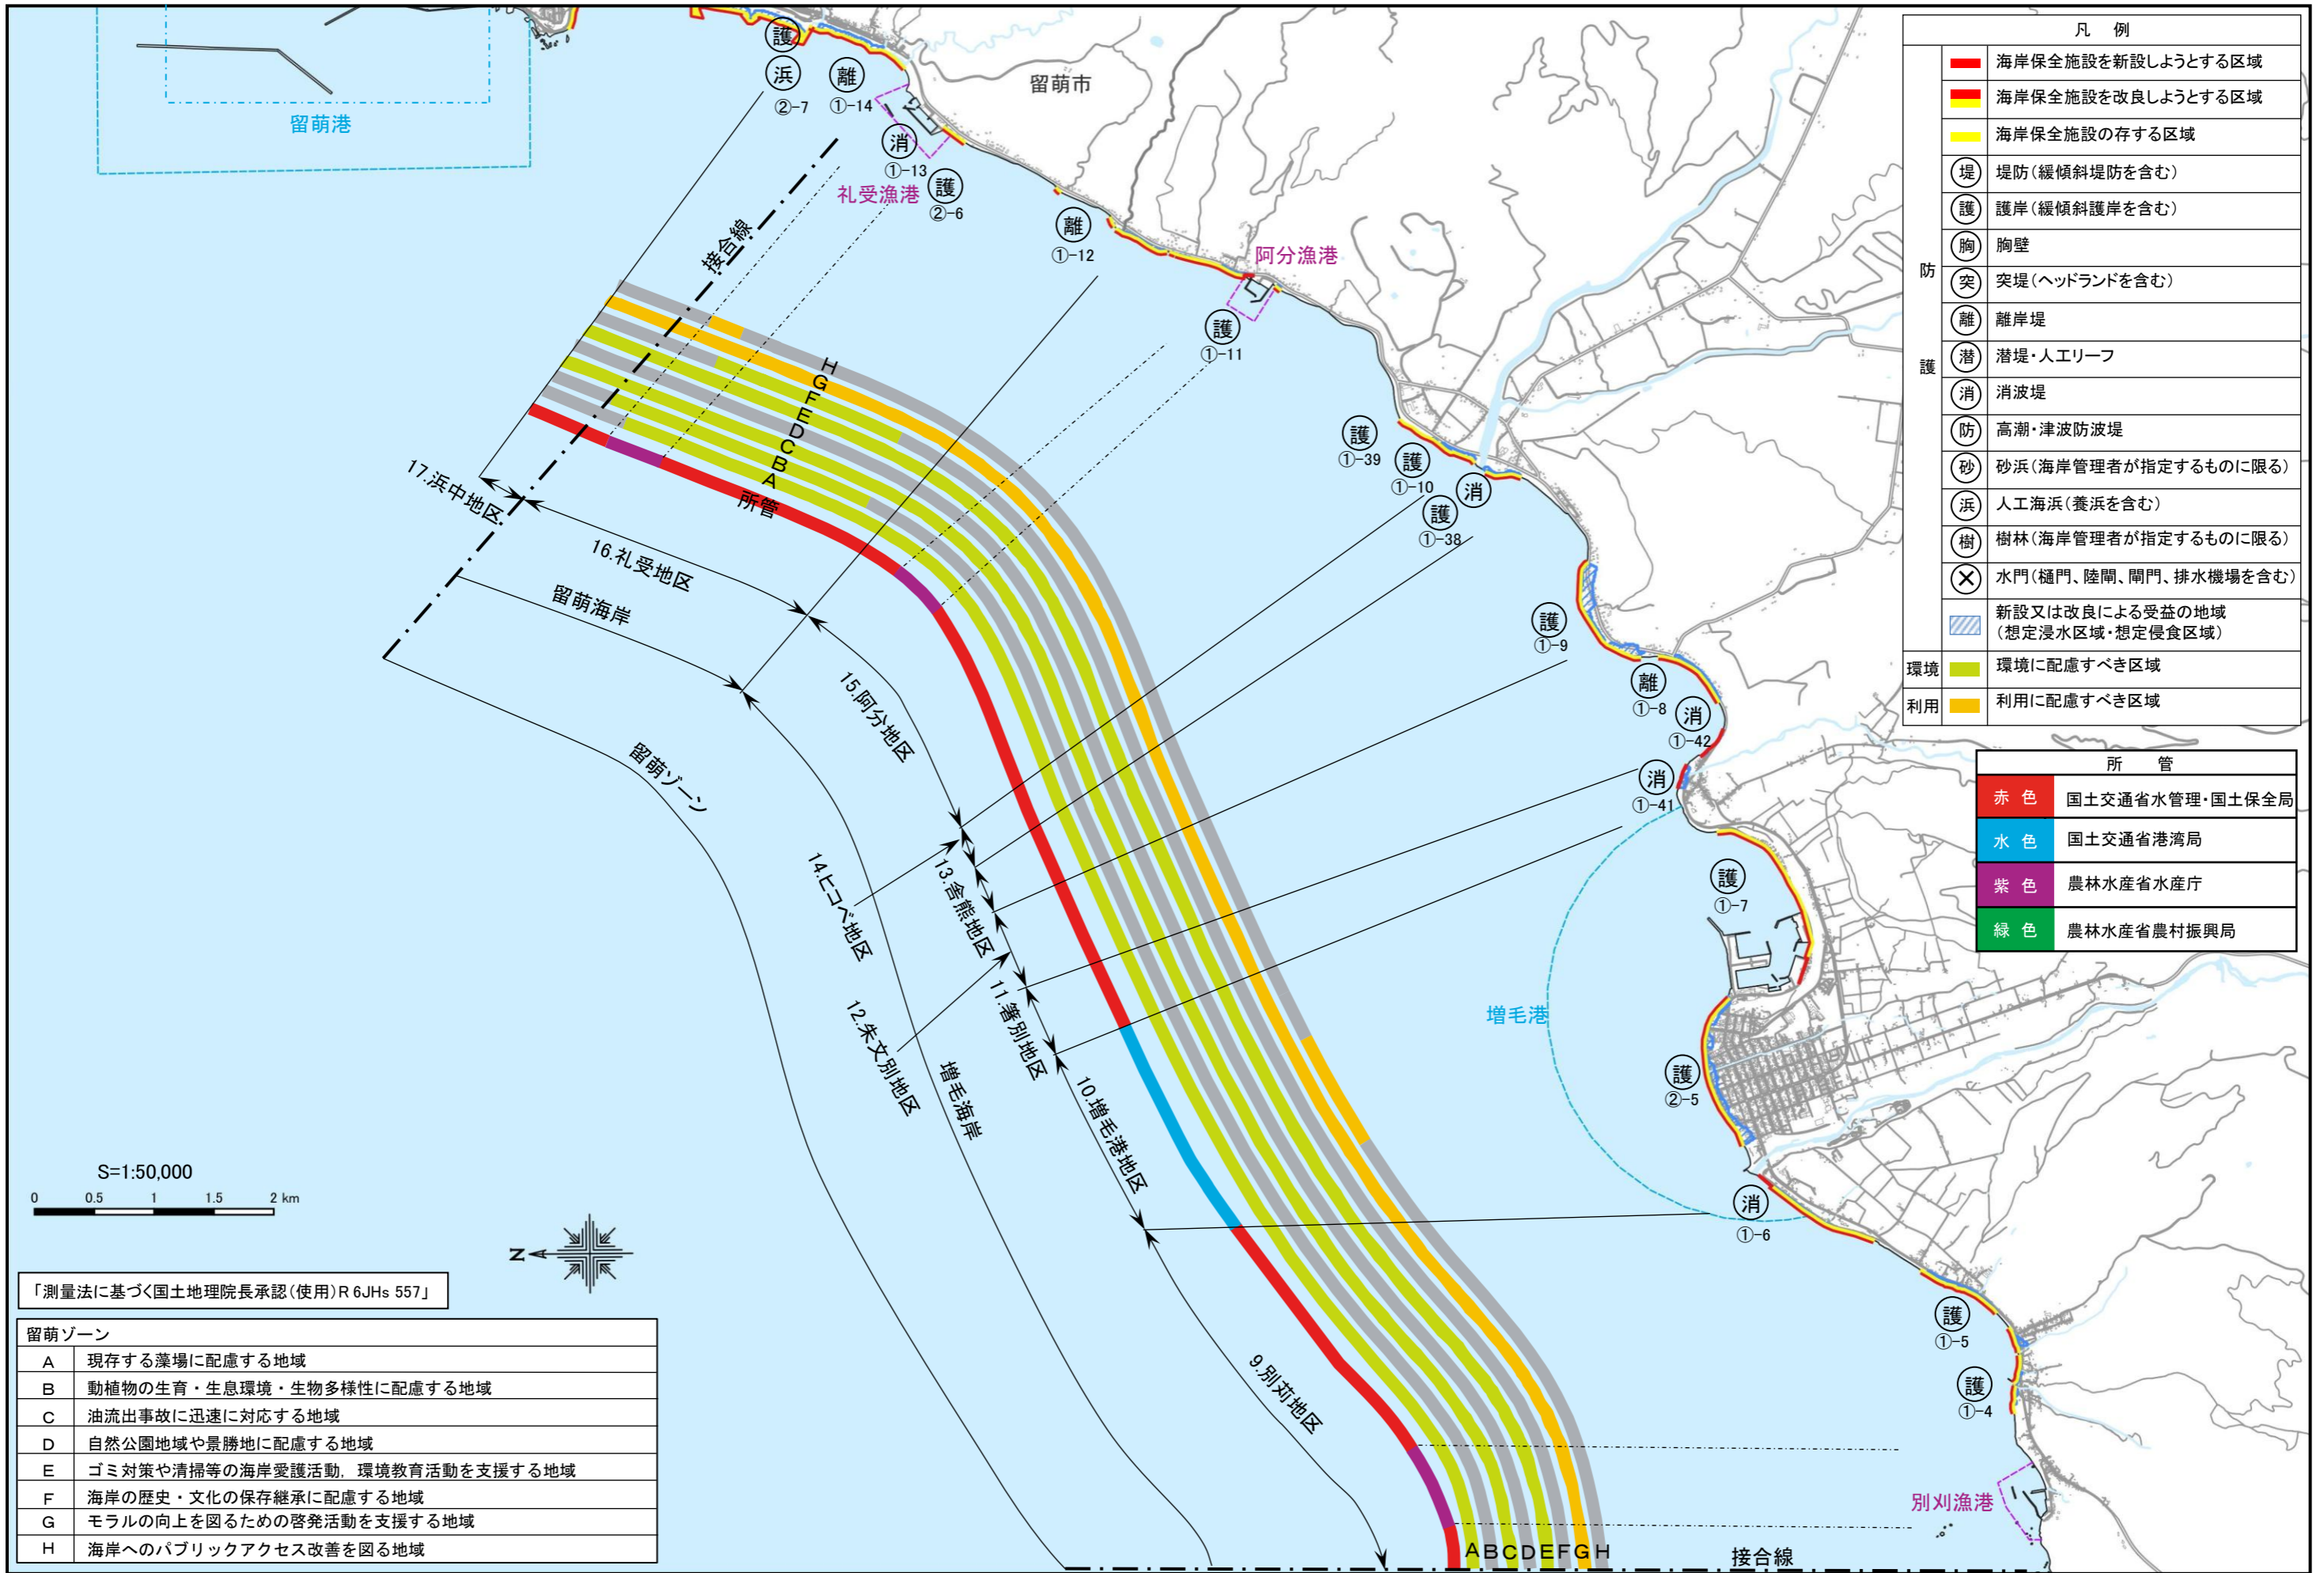 凡 例
防
護
海岸保全施設を新設しようとする区域
海岸保全施設を改良しようとする区域
海岸保全施設の存する区域
堤 堤防(緩傾斜堤防を含む)
護 護岸(緩傾斜護岸を含む)
胸 胸壁
突 突堤(ヘッドランドを含む)
離 離岸堤
潜 潜堤・人工リーフ
消 消波堤
防 高潮・津波防波堤
砂 砂浜(海岸管理者が指定するものに限る)
浜 人工海浜(養浜を含む)
樹 樹林(海岸管理者が指定するものに限る)
水門(樋門、陸閘、閘門、排水機場を含む)
新設又は改良による受益の地域
(想定浸水区域・想定侵食区域)
環境 環境に配慮すべき区域
利用 利用に配慮すべき区域
所 管
赤 色 国土交通省水管理・国土保全局
水 色 国土交通省港湾局
紫 色 農林水産省水産庁
緑 色 農林水産省農村振興局
留萌港
留萌市
護
浜
②-7
離
①-14
消
①-13
礼受漁港
護
②-6
離
①-12
阿分漁港
護
①-11
護
①-39
護
①-10
護
①-38
消
護
①-9
離
①-8
消
①-42
消
①-41
護
①-7
増毛港
護
②-5
消
①-6
護
①-5
護
①-4
別刈漁港
接合線
H
G
F
E
D
C
B
A
所管
17.浜中地区
16.礼受地区
留萌海岸
15.阿分地区
留萌ゾーン
14.ヒコベ地区
13.舎熊地区
12.朱文別地区
11.箸別地区
増毛海岸
10.増毛港地区
9.別苅地区
A B C D E F G H
接合線
S=1:50,000
0 0.5 1 1.5 2 km
N
「測量法に基づく国土地理院長承認(使用)R 6JHs 557」
留萌ゾーン
A 現存する藻場に配慮する地域
B 動植物の生育・生息環境・生物多様性に配慮する地域
C 油流出事故に迅速に対応する地域
D 自然公園地域や景勝地に配慮する地域
E ゴミ対策や清掃等の海岸愛護活動, 環境教育活動を支援する地域
F 海岸の歴史・文化の保存継承に配慮する地域
G モラルの向上を図るための啓発活動を支援する地域
H 海岸へのパブリックアクセス改善を図る地域